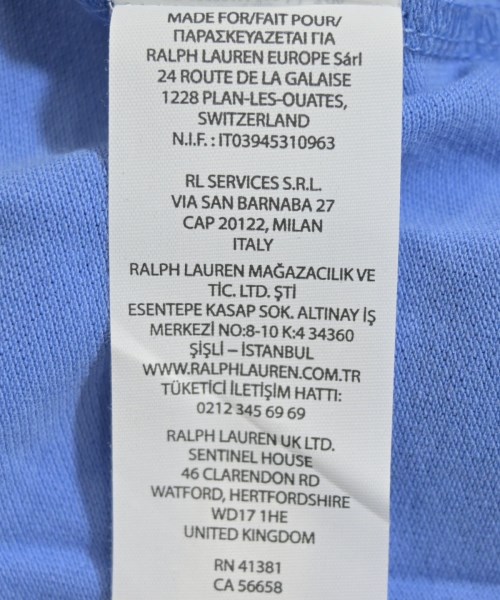 MADE FOR/FAIT POUR/
ΠΑΡΑΣΚΕΥΑΖΕΤΑΙ ΓΙΑ
RALPH LAUREN EUROPE Sárl
24 ROUTE DE LA GALAISE
1228 PLAN-LES-OUATES,
SWITZERLAND
N.I.F. : IT03945310963
RL SERVICES S.R.L.
VIA SAN BARNABA 27
CAP 20122, MILAN
ITALY
RALPH LAUREN MAĞAZACILIK VE
TİC. LTD. ŞTİ
ESENTEPE KASAP SOK. ALTINAY İŞ
MERKEZİ NO:8-10 K:4 34360
ŞİŞLİ – İSTANBUL
WWW.RALPHLAUREN.COM.TR
TÜKETİCİ İLETİŞİM HATTI:
0212 345 69 69
RALPH LAUREN UK LTD.
SENTINEL HOUSE
46 CLARENDON RD
WATFORD, HERTFORDSHIRE
WD17 1HE
UNITED KINGDOM
RN 41381
CA 56658